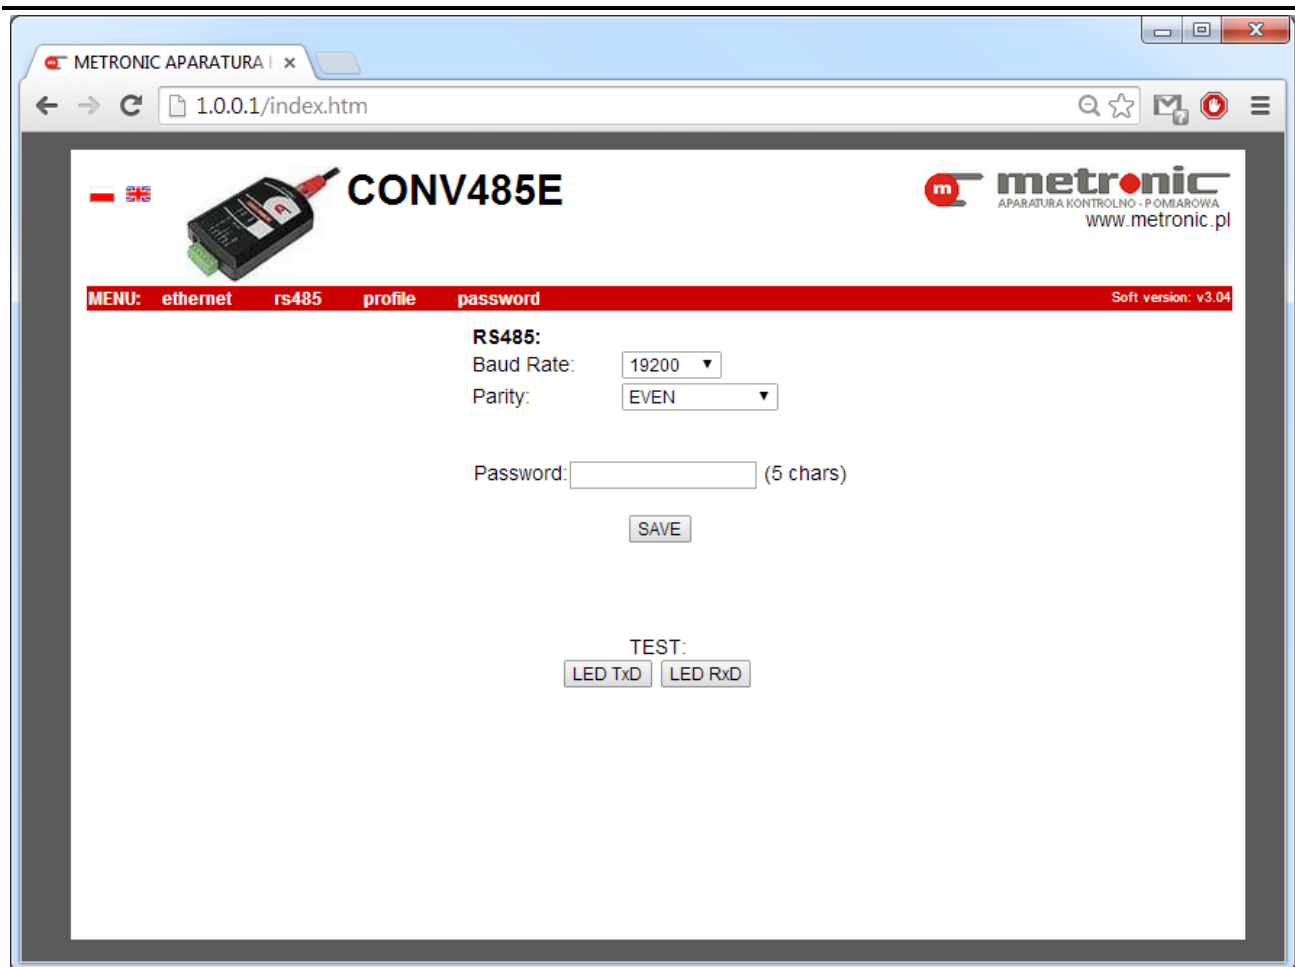 METRONIC APARATURA
1.0.0.1/index.htm
CONV485E
m metronic
APARATURA KONTROLNO - POMIAROWA
www.metronic.pl
MENU: ethernet rs485 profile password Soft version: v3.04
RS485:
Baud Rate: 19200
Parity: EVEN
Password: (5 chars)
SAVE
TEST:
LED TxD LED RxD